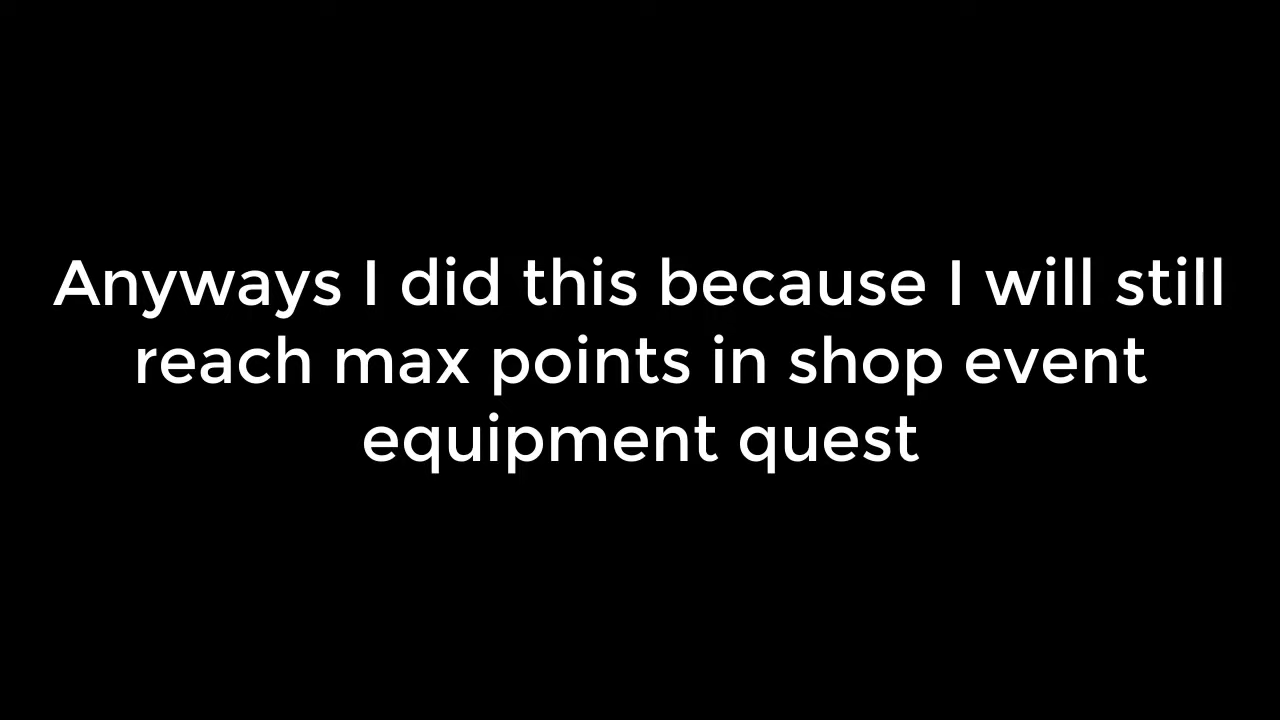 Anyways I did this because I will still
reach max points in shop event
equipment quest